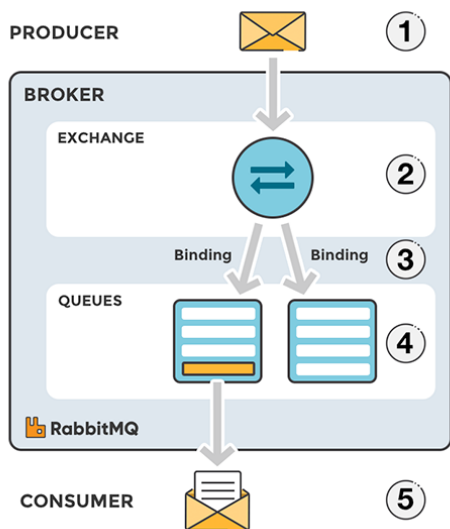 PRODUCER 1
BROKER
EXCHANGE
2
Binding Binding 3
QUEUES
4
RabbitMQ
CONSUMER 5